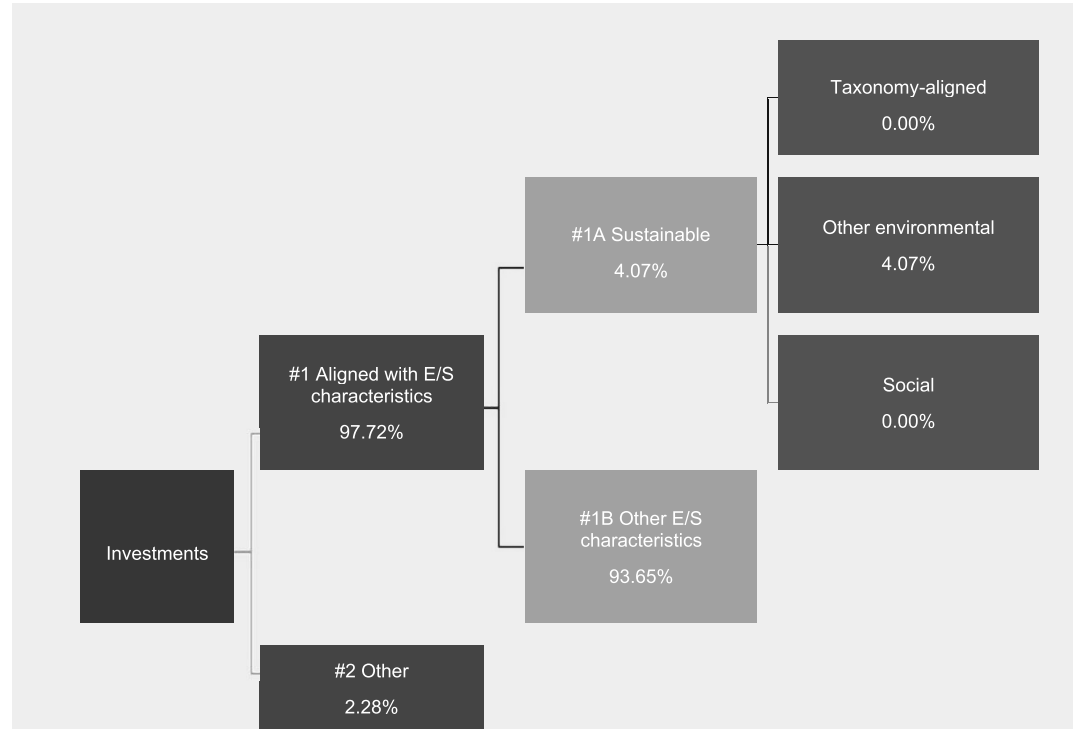 Taxonomy-aligned
0.00%
#1A Sustainable
4.07%
Other environmental
4.07%
#1 Aligned with E/S
characteristics
97.72%
Social
0.00%
Investments
#1B Other E/S
characteristics
93.65%
#2 Other
2.28%